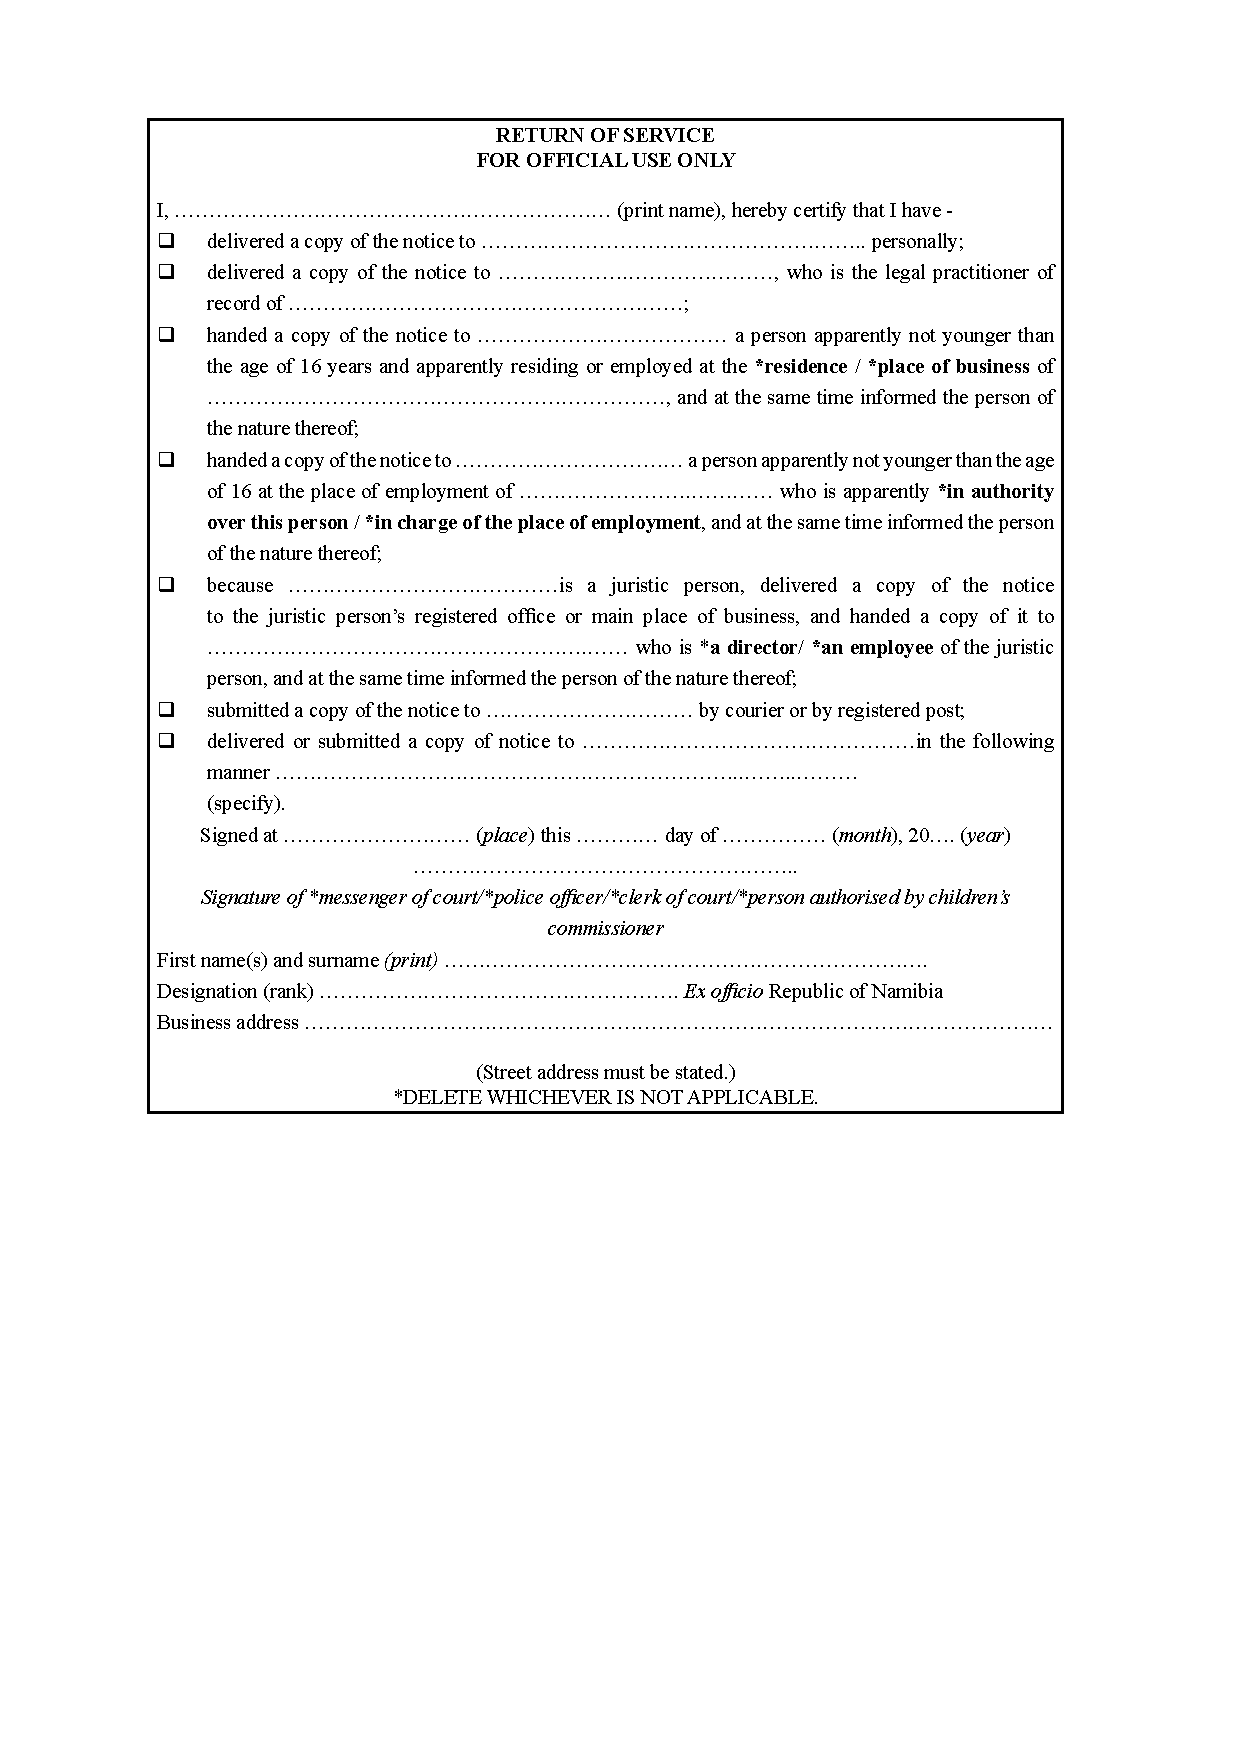 RETURN OF SERVICE
FOR OFFICIAL USE ONLY
I, ……………………………………………………… (print name), hereby certify that I have -
❑ delivered a copy of the notice to ……………………………………………….. personally;
❑ delivered a copy of the notice to …………………………………, who is the legal practitioner of
record of …………………………………………………;
❑ handed a copy of the notice to ……………………………… a person apparently not younger than
the age of 16 years and apparently residing or employed at the *residence / *place of business of
…………………………………………………………, and at the same time informed the person of
the nature thereof;
❑ handed a copy of the notice to …………………………… a person apparently not younger than the age
of 16 at the place of employment of ……………………………… who is apparently *in authority
over this person / *in charge of the place of employment, and at the same time informed the person
of the nature thereof;
❑ because …………………………………is a juristic person, delivered a copy of the notice
to the juristic person’s registered office or main place of business, and handed a copy of it to
…………………………………………………….…… who is *a director/ *an employee of the juristic
person, and at the same time informed the person of the nature thereof;
❑ submitted a copy of the notice to ………………………… by courier or by registered post;
❑ delivered or submitted a copy of notice to …………………………………………in the following
manner …………………………………………………………..……..………
(specify).
Signed at ……………………… (place) this ………… day of …………… (month), 20…. (year)
………………………………………………..
Signature of *messenger of court/*police officer/*clerk of court/*person authorised by children’s
commissioner
First name(s) and surname (print) …………………………………………………………….
Designation (rank) ……………………………………………. Ex officio Republic of Namibia
Business address ………………………………………………………………………………………………
(Street address must be stated.)
*DELETE WHICHEVER IS NOT APPLICABLE.